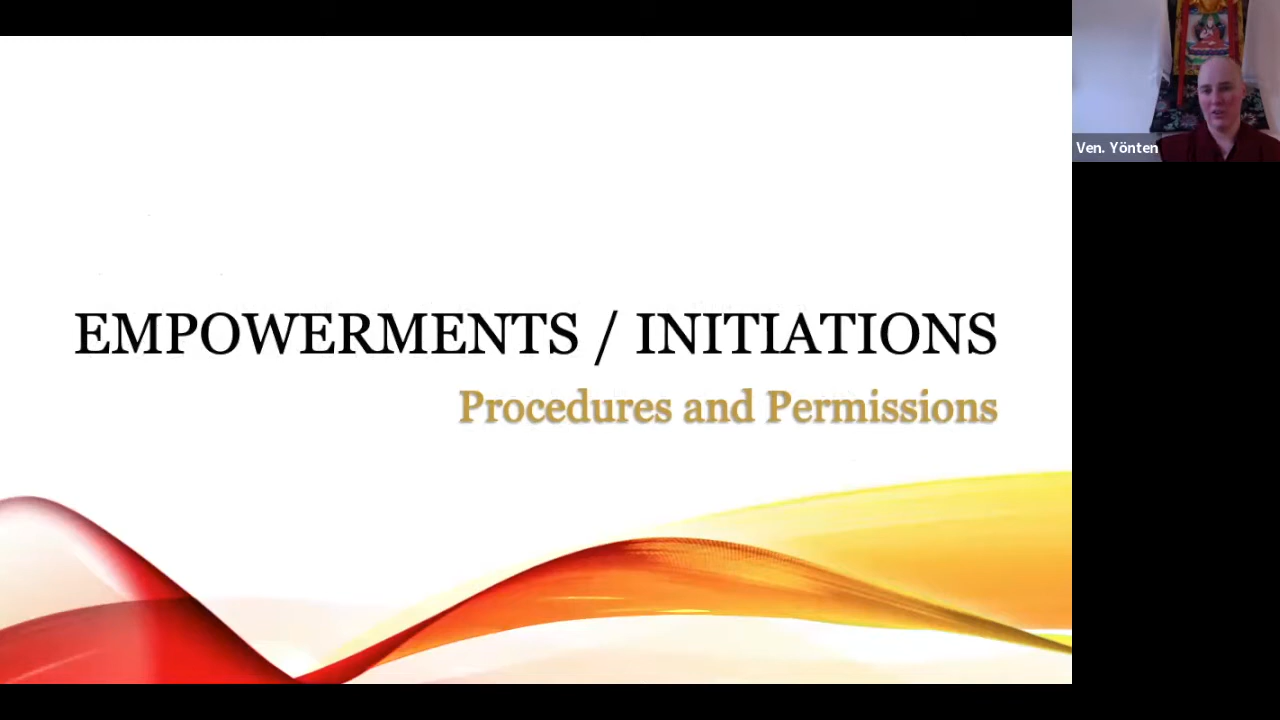 EMPOWERMENTS / INITIATIONS
Procedures and Permissions
Ven. Yönten